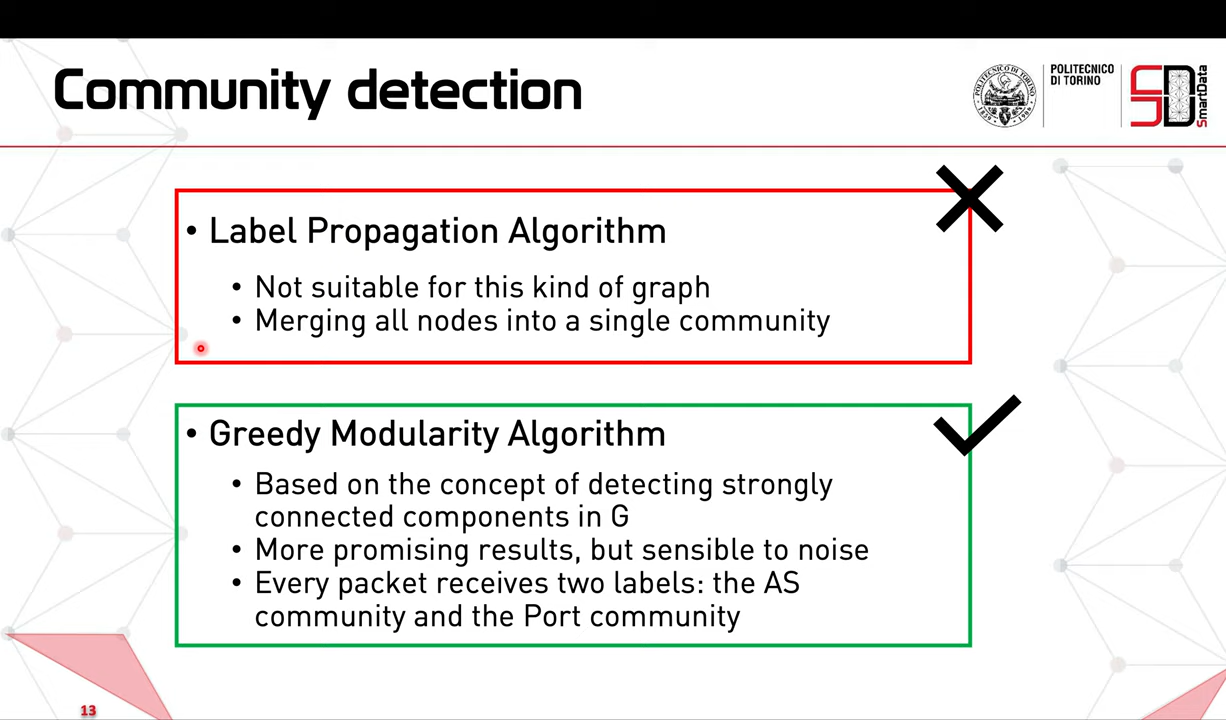 Community detection
POLITECNICO
DI TORINO
SmartData
• Label Propagation Algorithm
• Not suitable for this kind of graph
• Merging all nodes into a single community
• Greedy Modularity Algorithm
• Based on the concept of detecting strongly
connected components in G
• More promising results, but sensible to noise
• Every packet receives two labels: the AS
community and the Port community
13